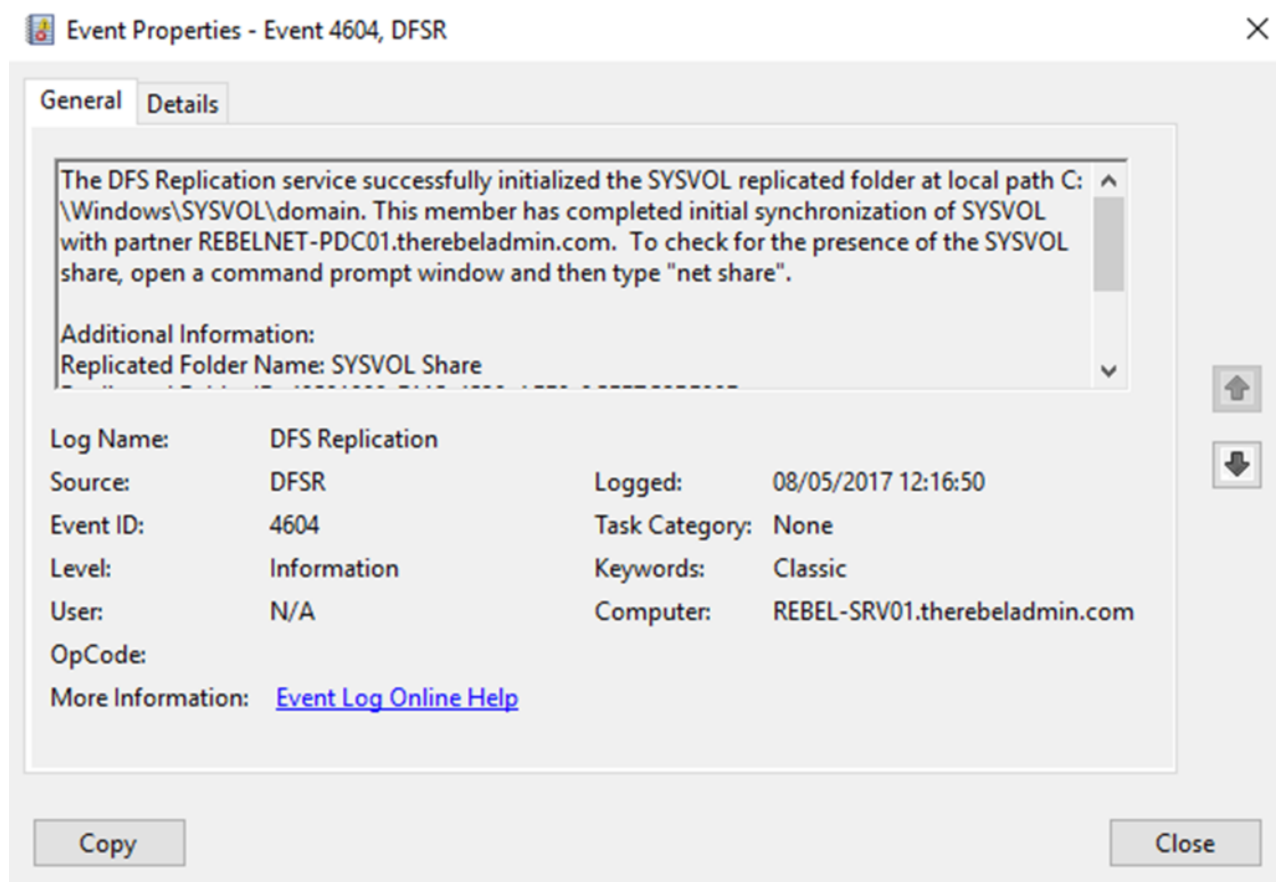 Event Properties - Event 4604, DFSR
General Details
The DFS Replication service successfully initialized the SYSVOL replicated folder at local path C:
\Windows\SYSVOL\domain. This member has completed initial synchronization of SYSVOL
with partner REBELNET-PDC01.therebeladmin.com.  To check for the presence of the SYSVOL
share, open a command prompt window and then type "net share".
Additional Information:
Replicated Folder Name: SYSVOL Share
Log Name: DFS Replication
Source: DFSR Logged: 08/05/2017 12:16:50
Event ID: 4604 Task Category: None
Level: Information Keywords: Classic
User: N/A Computer: REBEL-SRV01.therebeladmin.com
OpCode:
More Information: Event Log Online Help
Copy Close